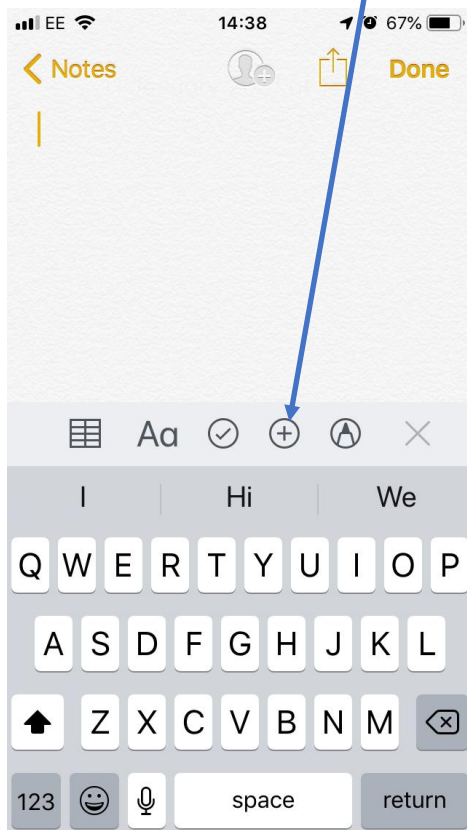 EE 14:38 67%
Notes Done
Aa
I Hi We
Q W E R T Y U I O P
A S D F G H J K L
Z X C V B N M
123 space return